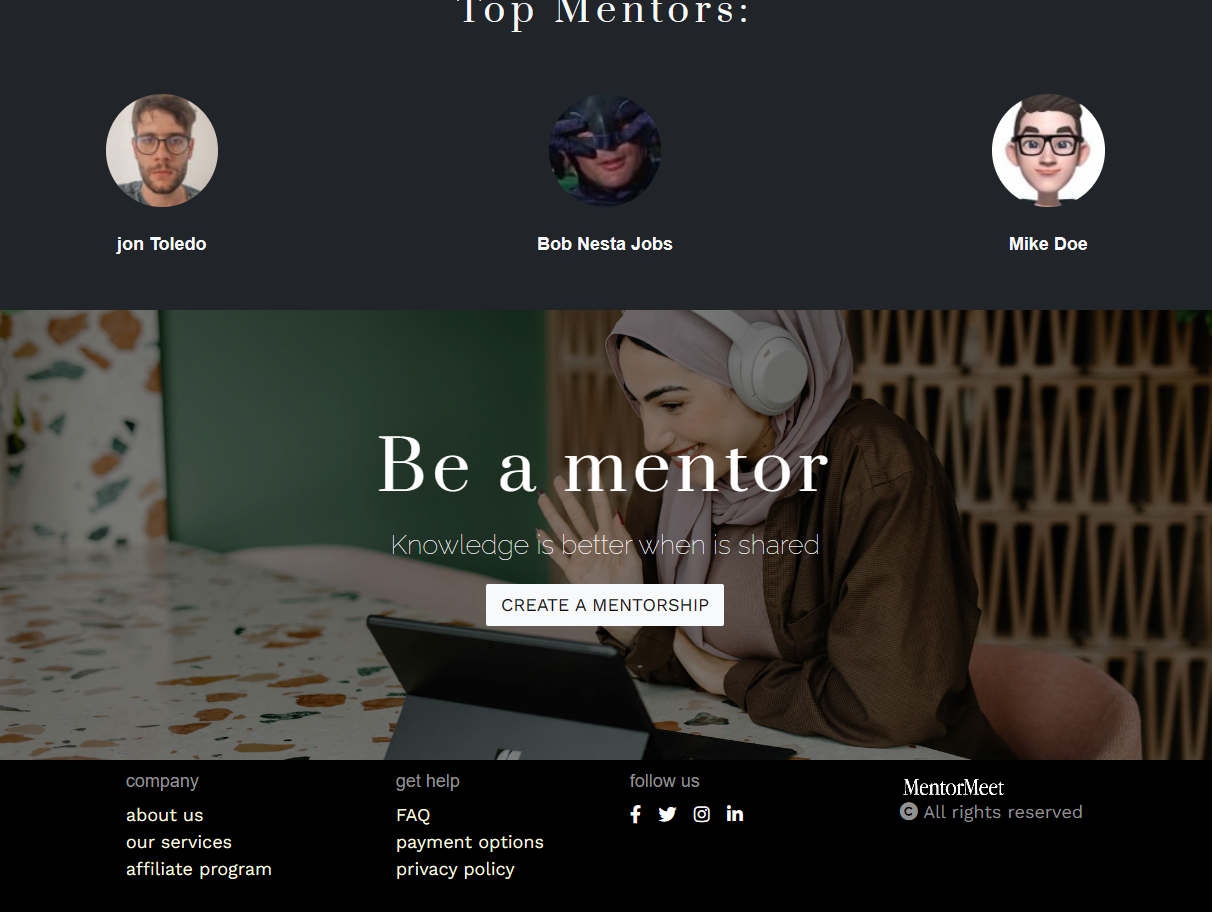 Top Mentors:
jon Toledo
Bob Nesta Jobs
Mike Doe
Be a mentor
Knowledge is better when is shared
CREATE A MENTORSHIP
company
about us
our services
affiliate program
get help
FAQ
payment options
privacy policy
follow us
MentorMeet
© All rights reserved